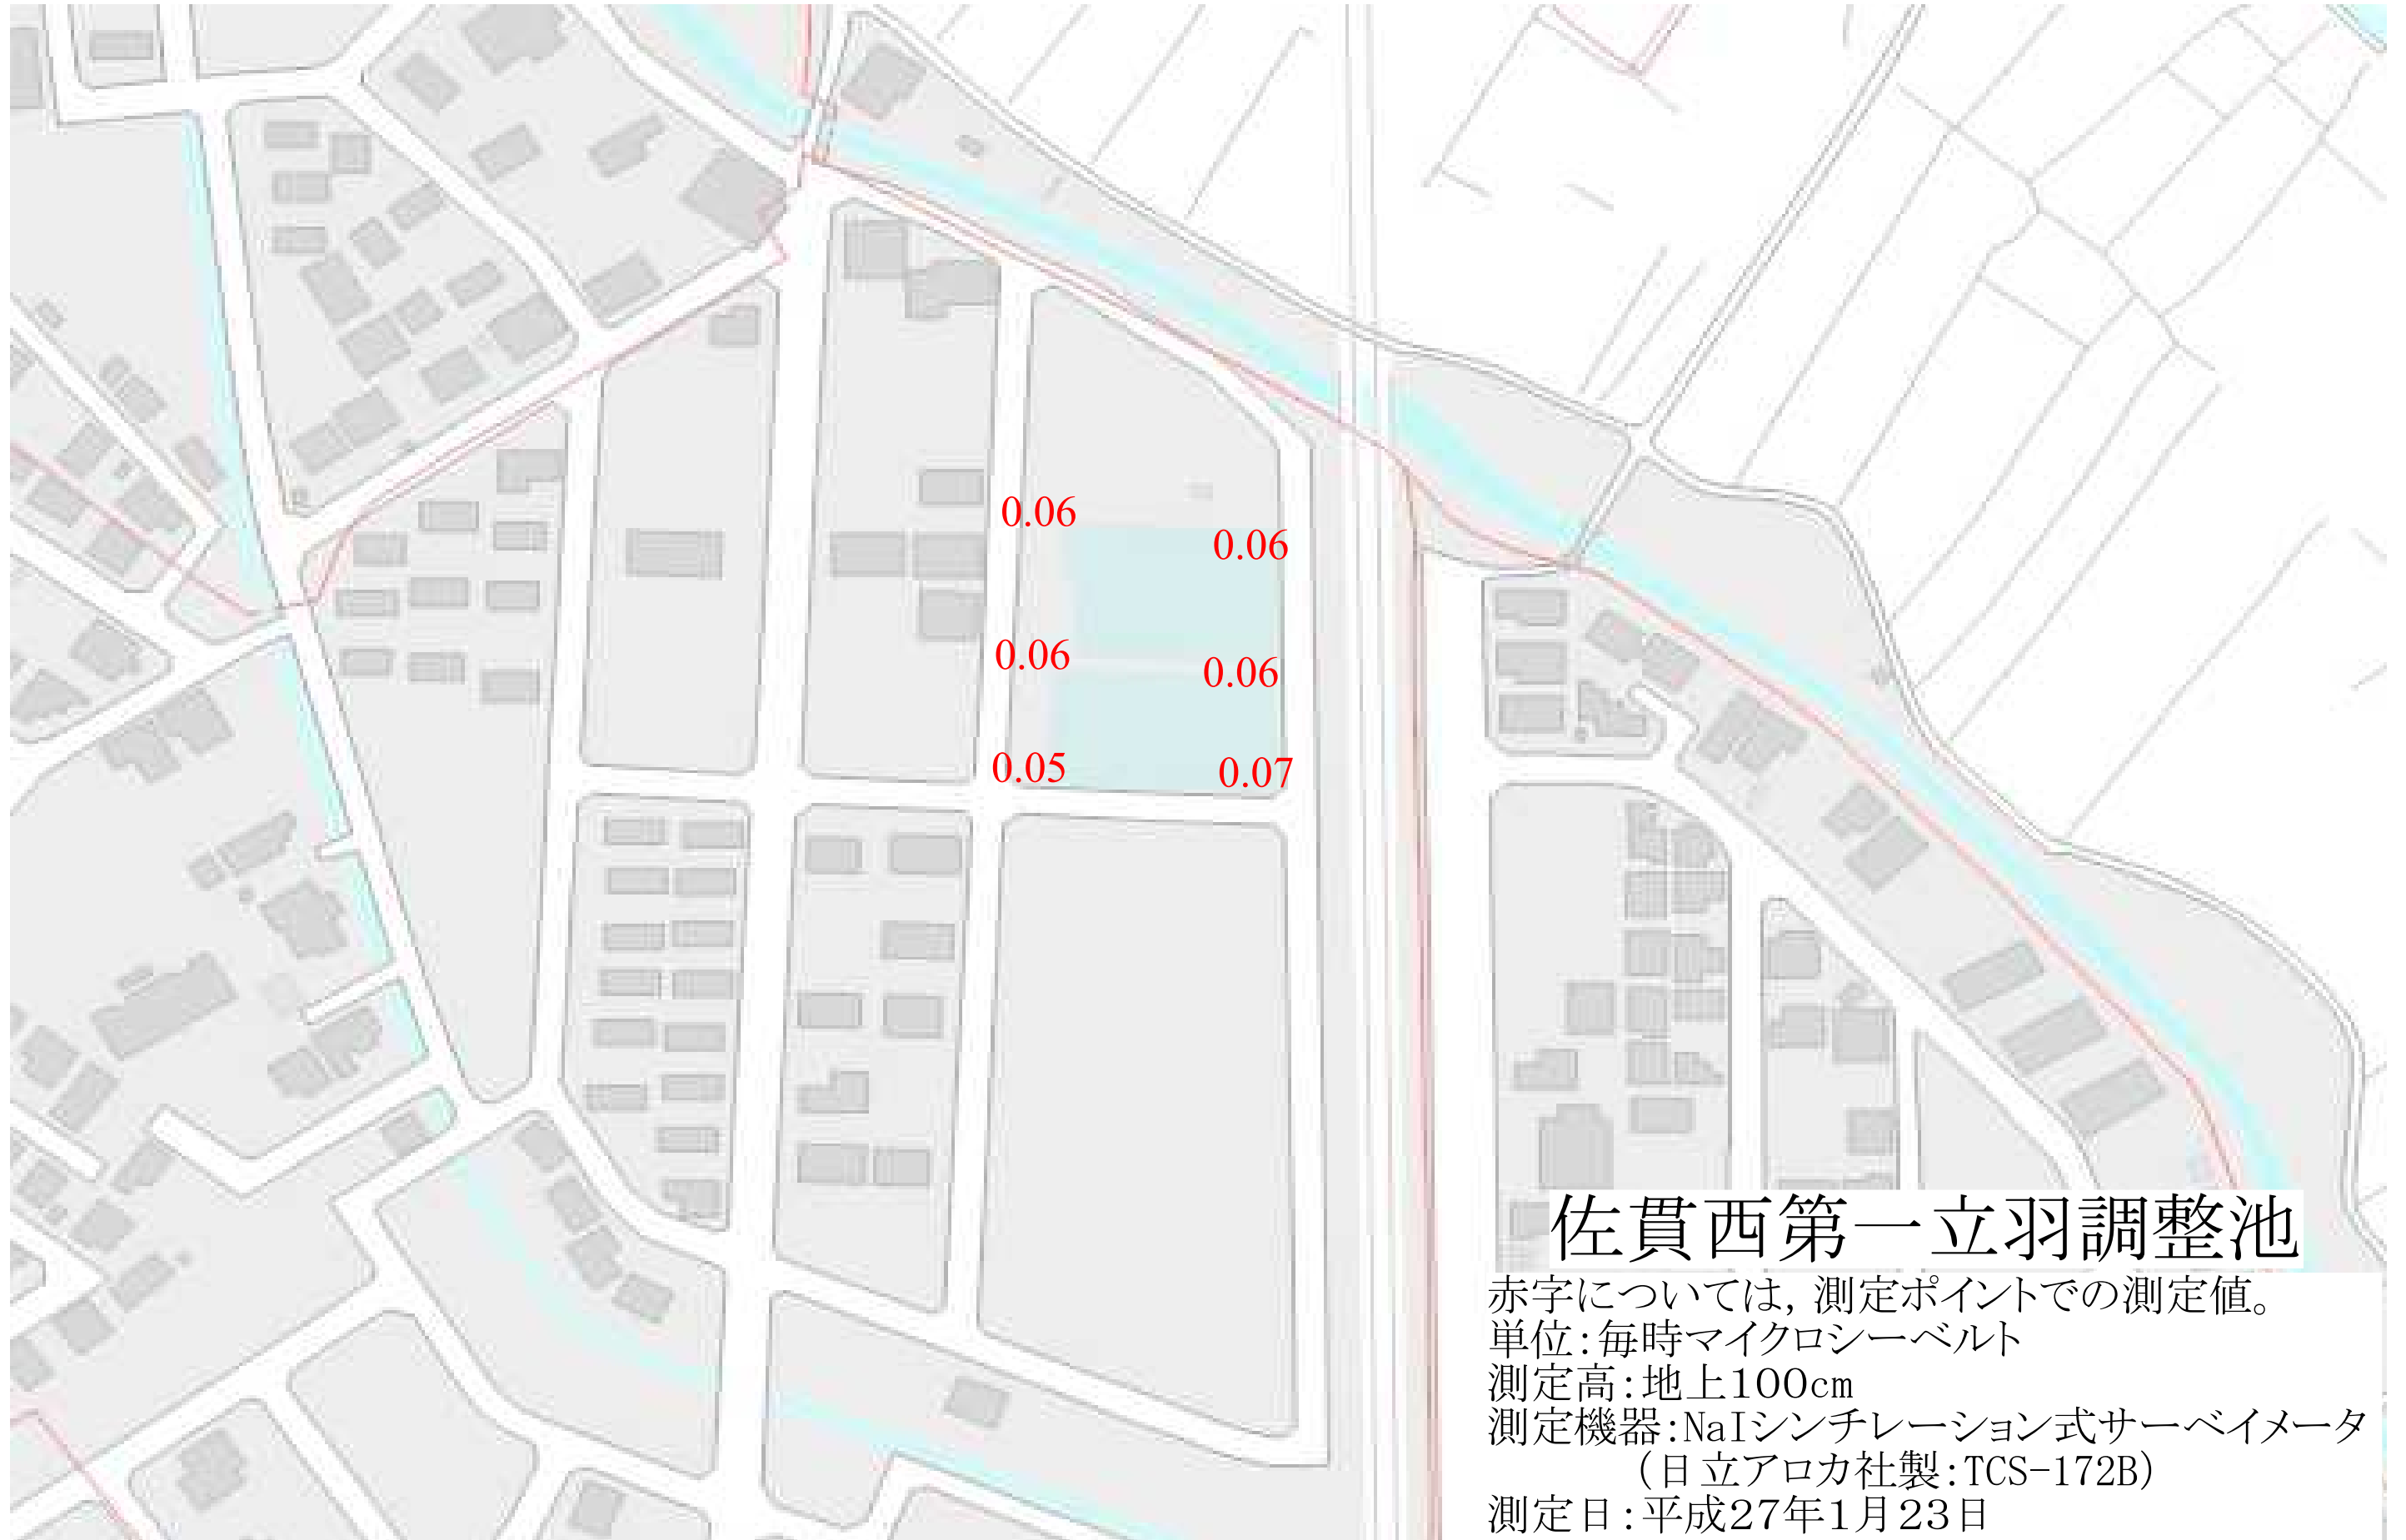 0.06
0.06
0.06
0.06
0.05
0.07
佐貫西第一立羽調整池
赤字については，測定ポイントでの測定値。
単位：毎時マイクロシーベルト
測定高：地上100cm
測定機器：NaIシンチレーション式サーベイメータ
（日立アロカ社製：TCS-172B）
測定日：平成27年1月23日